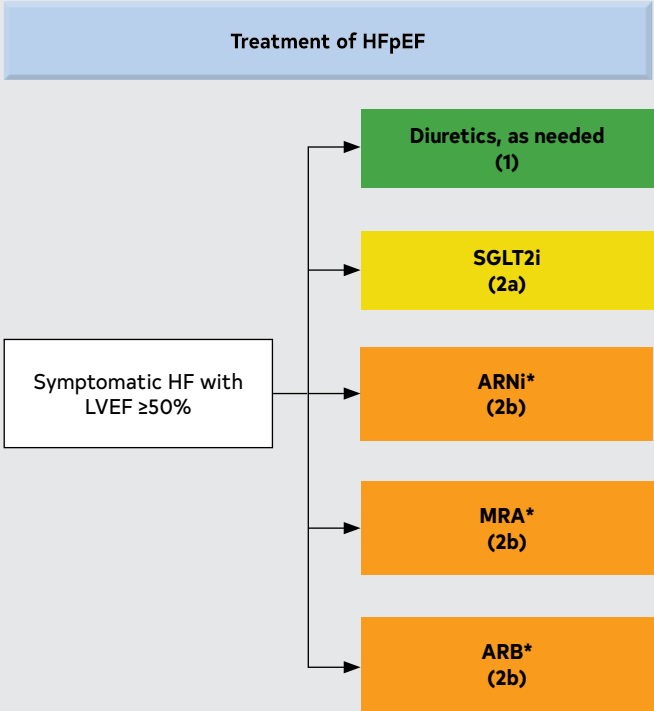 Treatment of HFpEF
Diuretics, as needed
(1)
SGLT2i
(2a)
Symptomatic HF with
LVEF ≥50%
ARNi*
(2b)
MRA*
(2b)
ARB*
(2b)